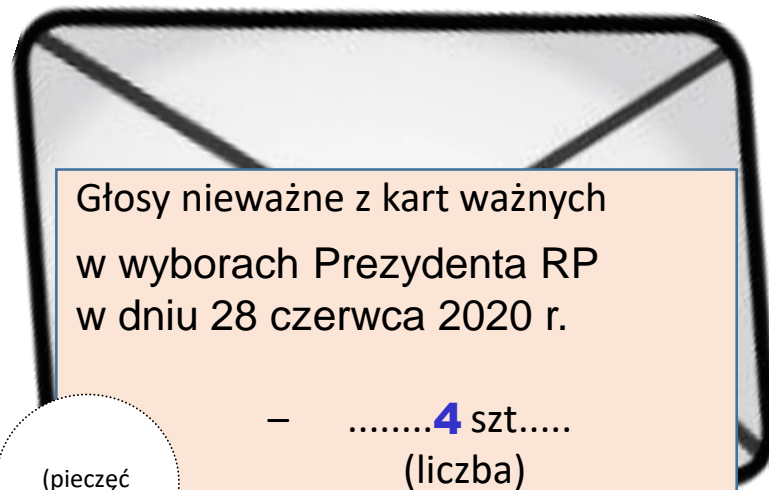 Głosy nieważne z kart ważnych
w wyborach Prezydenta RP
w dniu 28 czerwca 2020 r.
– ........4 szt.....
(liczba)
(pieczęć